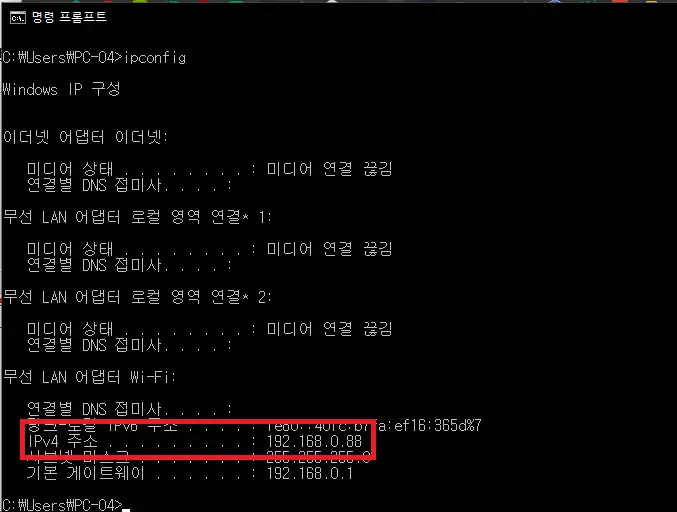 명령 프롬프트
C:₩Users₩PC-04>ipconfig
Windows IP 구성
이더넷 어댑터 이더넷:
미디어 상태 . . . . . . . . : 미디어 연결 끊김
연결별 DNS 접미사. . . . :
무선 LAN 어댑터 로컬 영역 연결* 1:
미디어 상태 . . . . . . . . : 미디어 연결 끊김
연결별 DNS 접미사. . . . :
무선 LAN 어댑터 로컬 영역 연결* 2:
미디어 상태 . . . . . . . . : 미디어 연결 끊김
연결별 DNS 접미사. . . . :
무선 LAN 어댑터 Wi-Fi:
연결별 DNS 접미사. . . . :
링크-로컬 IPv6 주소 :ef16:365d%7
IPv4 주소 . . . . . . . . . : 192.168.0.88
서브넷 마스크 : 255.255.255.0
기본 게이트웨이 . . . . . . : 192.168.0.1
C:₩Users₩PC-04>